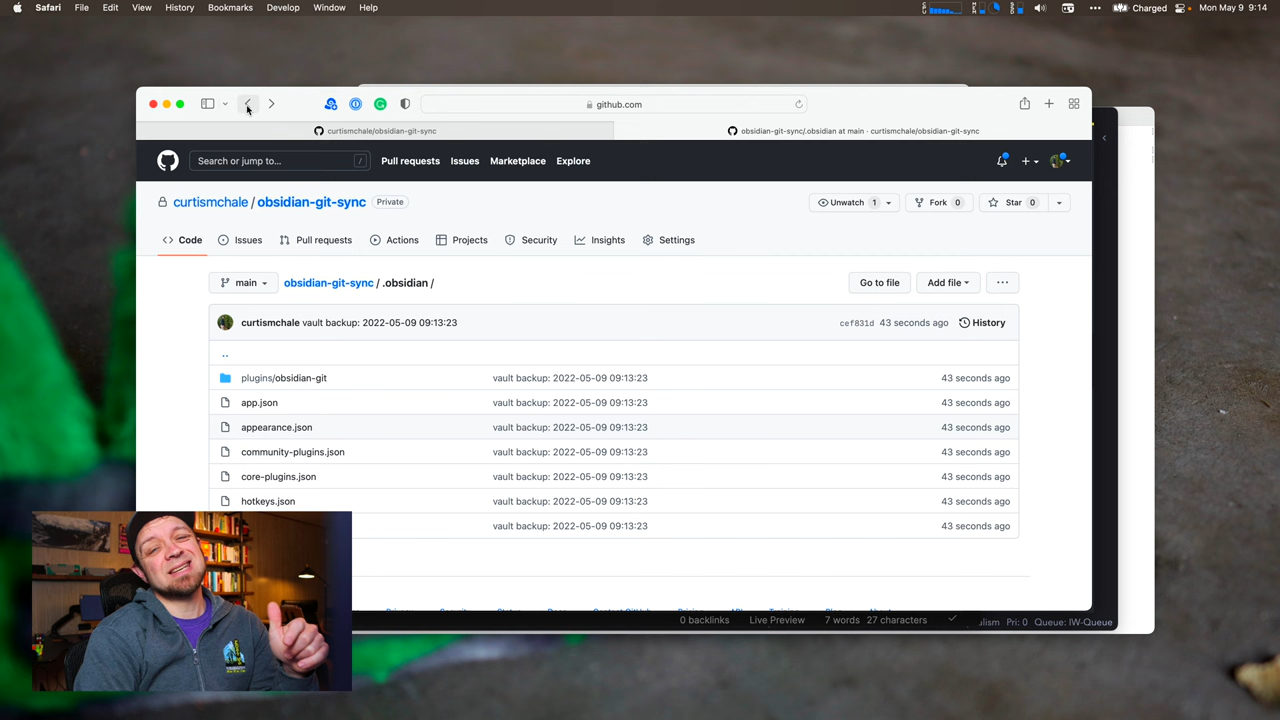 Safari File Edit View History Bookmarks Develop Window Help Charged Mon May 9 9:14
github.com
curtismchale/obsidian-git-sync obsidian-git-sync/.obsidian at main · curtismchale/obsidian-git-sync
Search or jump to... / Pull requests Issues Marketplace Explore
curtismchale / obsidian-git-sync Private Unwatch 1 Fork 0 Star 0
Code Issues Pull requests Actions Projects Security Insights Settings
main obsidian-git-sync / .obsidian / Go to file Add file ...
curtismchale vault backup: 2022-05-09 09:13:23 cef831d 43 seconds ago History
..
plugins/obsidian-git vault backup: 2022-05-09 09:13:23 43 seconds ago
app.json vault backup: 2022-05-09 09:13:23 43 seconds ago
appearance.json vault backup: 2022-05-09 09:13:23 43 seconds ago
community-plugins.json vault backup: 2022-05-09 09:13:23 43 seconds ago
core-plugins.json vault backup: 2022-05-09 09:13:23 43 seconds ago
hotkeys.json vault backup: 2022-05-09 09:13:23 43 seconds ago
vault backup: 2022-05-09 09:13:23 43 seconds ago
0 backlinks Live Preview 7 words 27 characters Pri: 0 Queue: IW-Queue